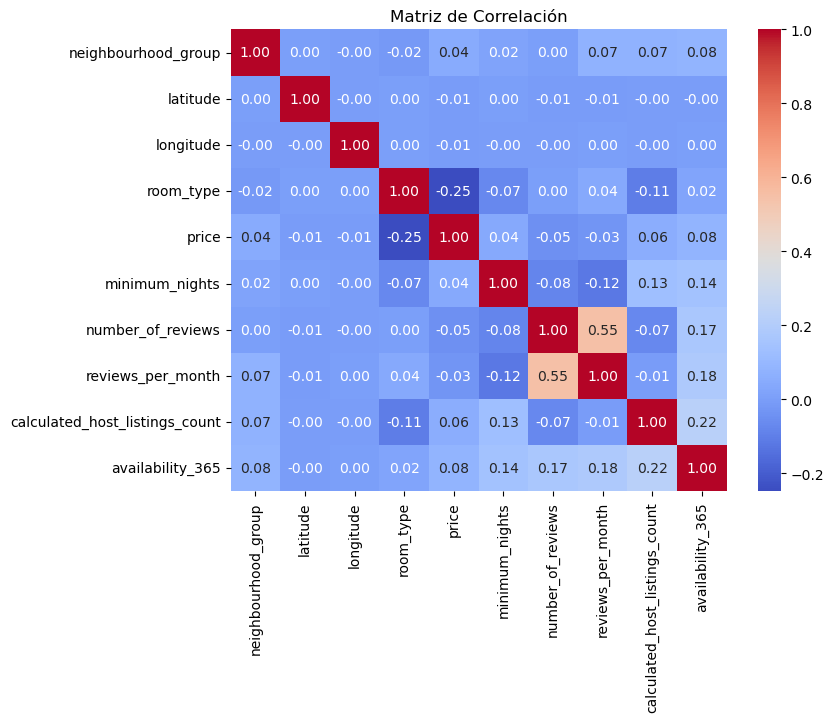 Matriz de Correlación
neighbourhood_group 1.00 0.00 -0.00 -0.02 0.04 0.02 0.00 0.07 0.07 0.08
latitude 0.00 1.00 -0.00 0.00 -0.01 0.00 -0.01 -0.01 -0.00 -0.00
longitude -0.00 -0.00 1.00 0.00 -0.01 -0.00 -0.00 0.00 -0.00 0.00
room_type -0.02 0.00 0.00 1.00 -0.25 -0.07 0.00 0.04 -0.11 0.02
price 0.04 -0.01 -0.01 -0.25 1.00 0.04 -0.05 -0.03 0.06 0.08
minimum_nights 0.02 0.00 -0.00 -0.07 0.04 1.00 -0.08 -0.12 0.13 0.14
number_of_reviews 0.00 -0.01 -0.00 0.00 -0.05 -0.08 1.00 0.55 -0.07 0.17
reviews_per_month 0.07 -0.01 0.00 0.04 -0.03 -0.12 0.55 1.00 -0.01 0.18
calculated_host_listings_count 0.07 -0.00 -0.00 -0.11 0.06 0.13 -0.07 -0.01 1.00 0.22
availability_365 0.08 -0.00 0.00 0.02 0.08 0.14 0.17 0.18 0.22 1.00
neighbourhood_group
latitude
longitude
room_type
price
minimum_nights
number_of_reviews
reviews_per_month
calculated_host_listings_count
availability_365
1.0
0.8
0.6
0.4
0.2
0.0
−0.2